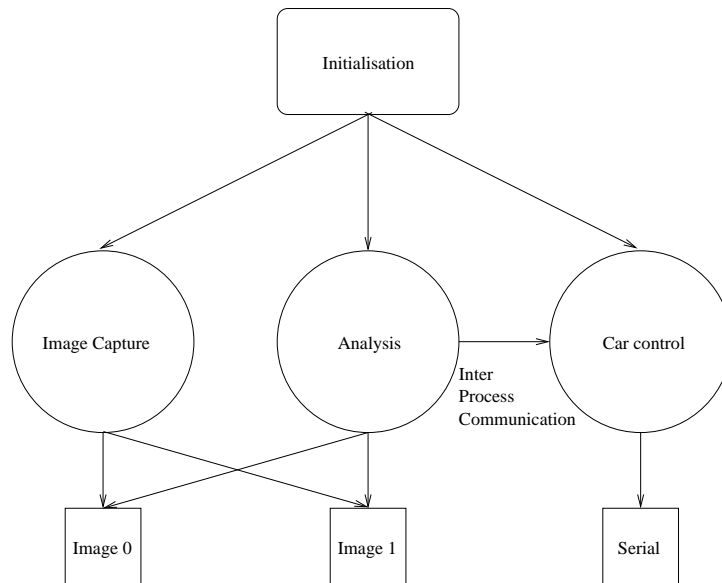 Initialisation
Image Capture
Analysis
Car control
Inter
Process
Communication
Image 0
Image 1
Serial